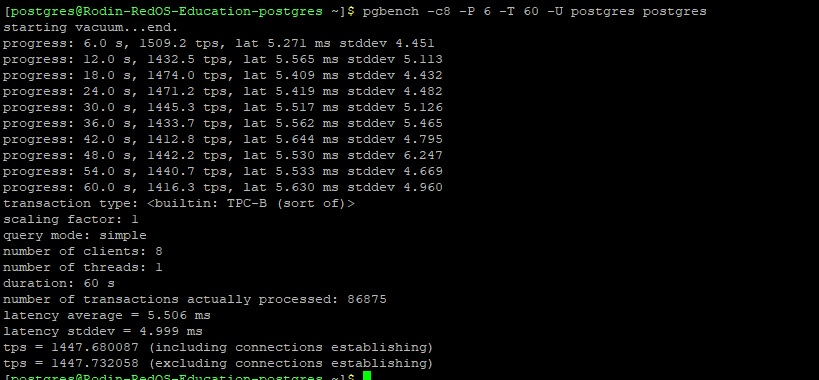 [postgres@Rodin-RedOS-Education-postgres ~]$ pgbench -c8 -P 6 -T 60 -U postgres postgres
starting vacuum...end.
progress: 6.0 s, 1509.2 tps, lat 5.271 ms stddev 4.451
progress: 12.0 s, 1432.5 tps, lat 5.565 ms stddev 5.113
progress: 18.0 s, 1474.0 tps, lat 5.409 ms stddev 4.432
progress: 24.0 s, 1471.2 tps, lat 5.419 ms stddev 4.482
progress: 30.0 s, 1445.3 tps, lat 5.517 ms stddev 5.126
progress: 36.0 s, 1433.7 tps, lat 5.562 ms stddev 5.465
progress: 42.0 s, 1412.8 tps, lat 5.644 ms stddev 4.795
progress: 48.0 s, 1442.2 tps, lat 5.530 ms stddev 6.247
progress: 54.0 s, 1440.7 tps, lat 5.533 ms stddev 4.669
progress: 60.0 s, 1416.3 tps, lat 5.630 ms stddev 4.960
transaction type: <builtin: TPC-B (sort of)>
scaling factor: 1
query mode: simple
number of clients: 8
number of threads: 1
duration: 60 s
number of transactions actually processed: 86875
latency average = 5.506 ms
latency stddev = 4.999 ms
tps = 1447.680087 (including connections establishing)
tps = 1447.732058 (excluding connections establishing)
[postgres@Rodin-RedOS-Education-postgres ~]$